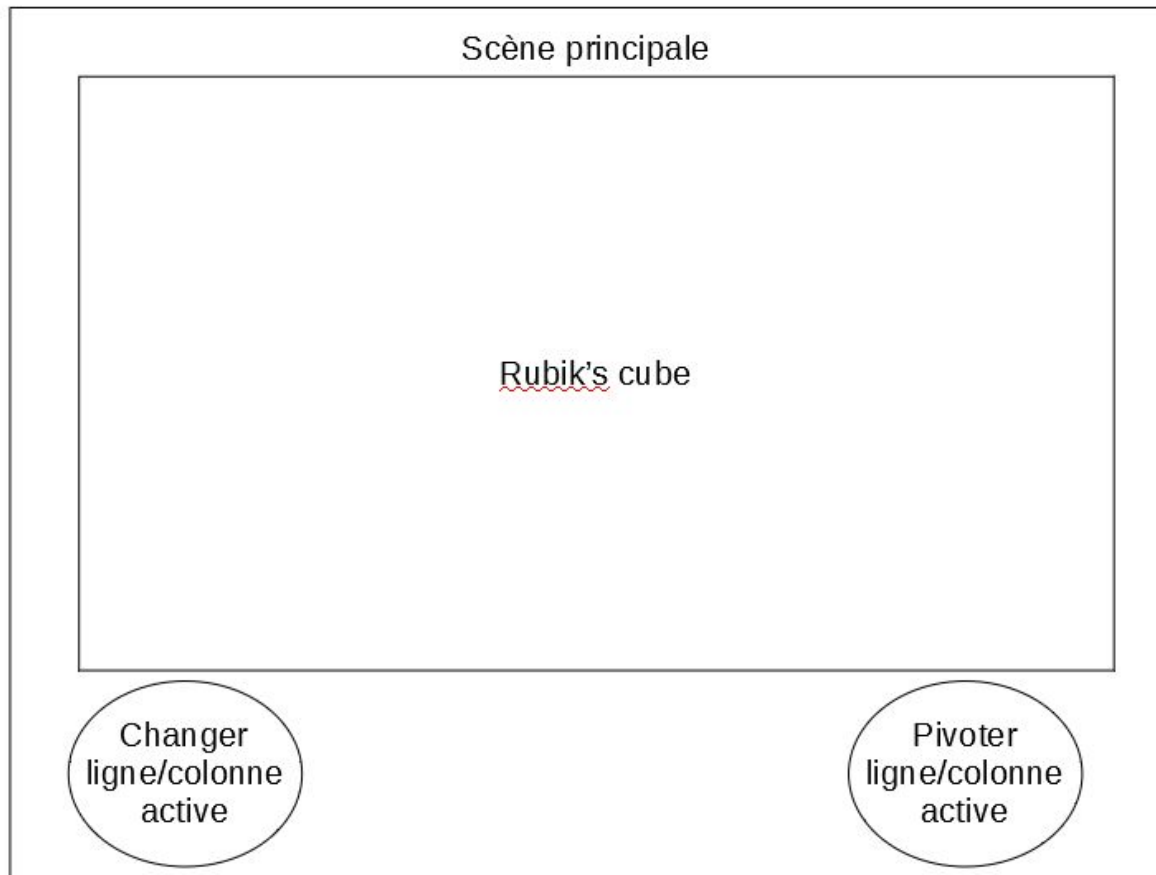 Scène principale
Rubik's cube
Changer
ligne/colonne
active
Pivoter
ligne/colonne
active